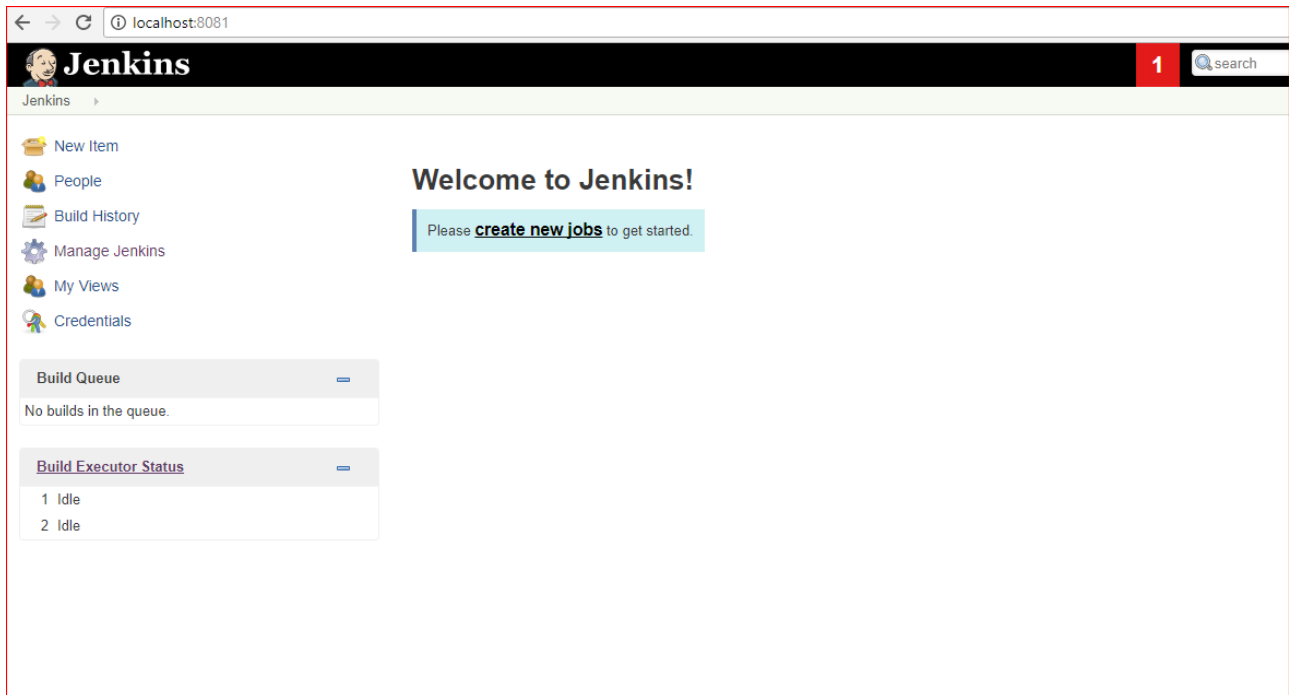 localhost:8081
Jenkins
1
search
Jenkins
New Item
People
Build History
Manage Jenkins
My Views
Credentials
Welcome to Jenkins!
Please create new jobs to get started.
Build Queue
No builds in the queue.
Build Executor Status
1 Idle
2 Idle